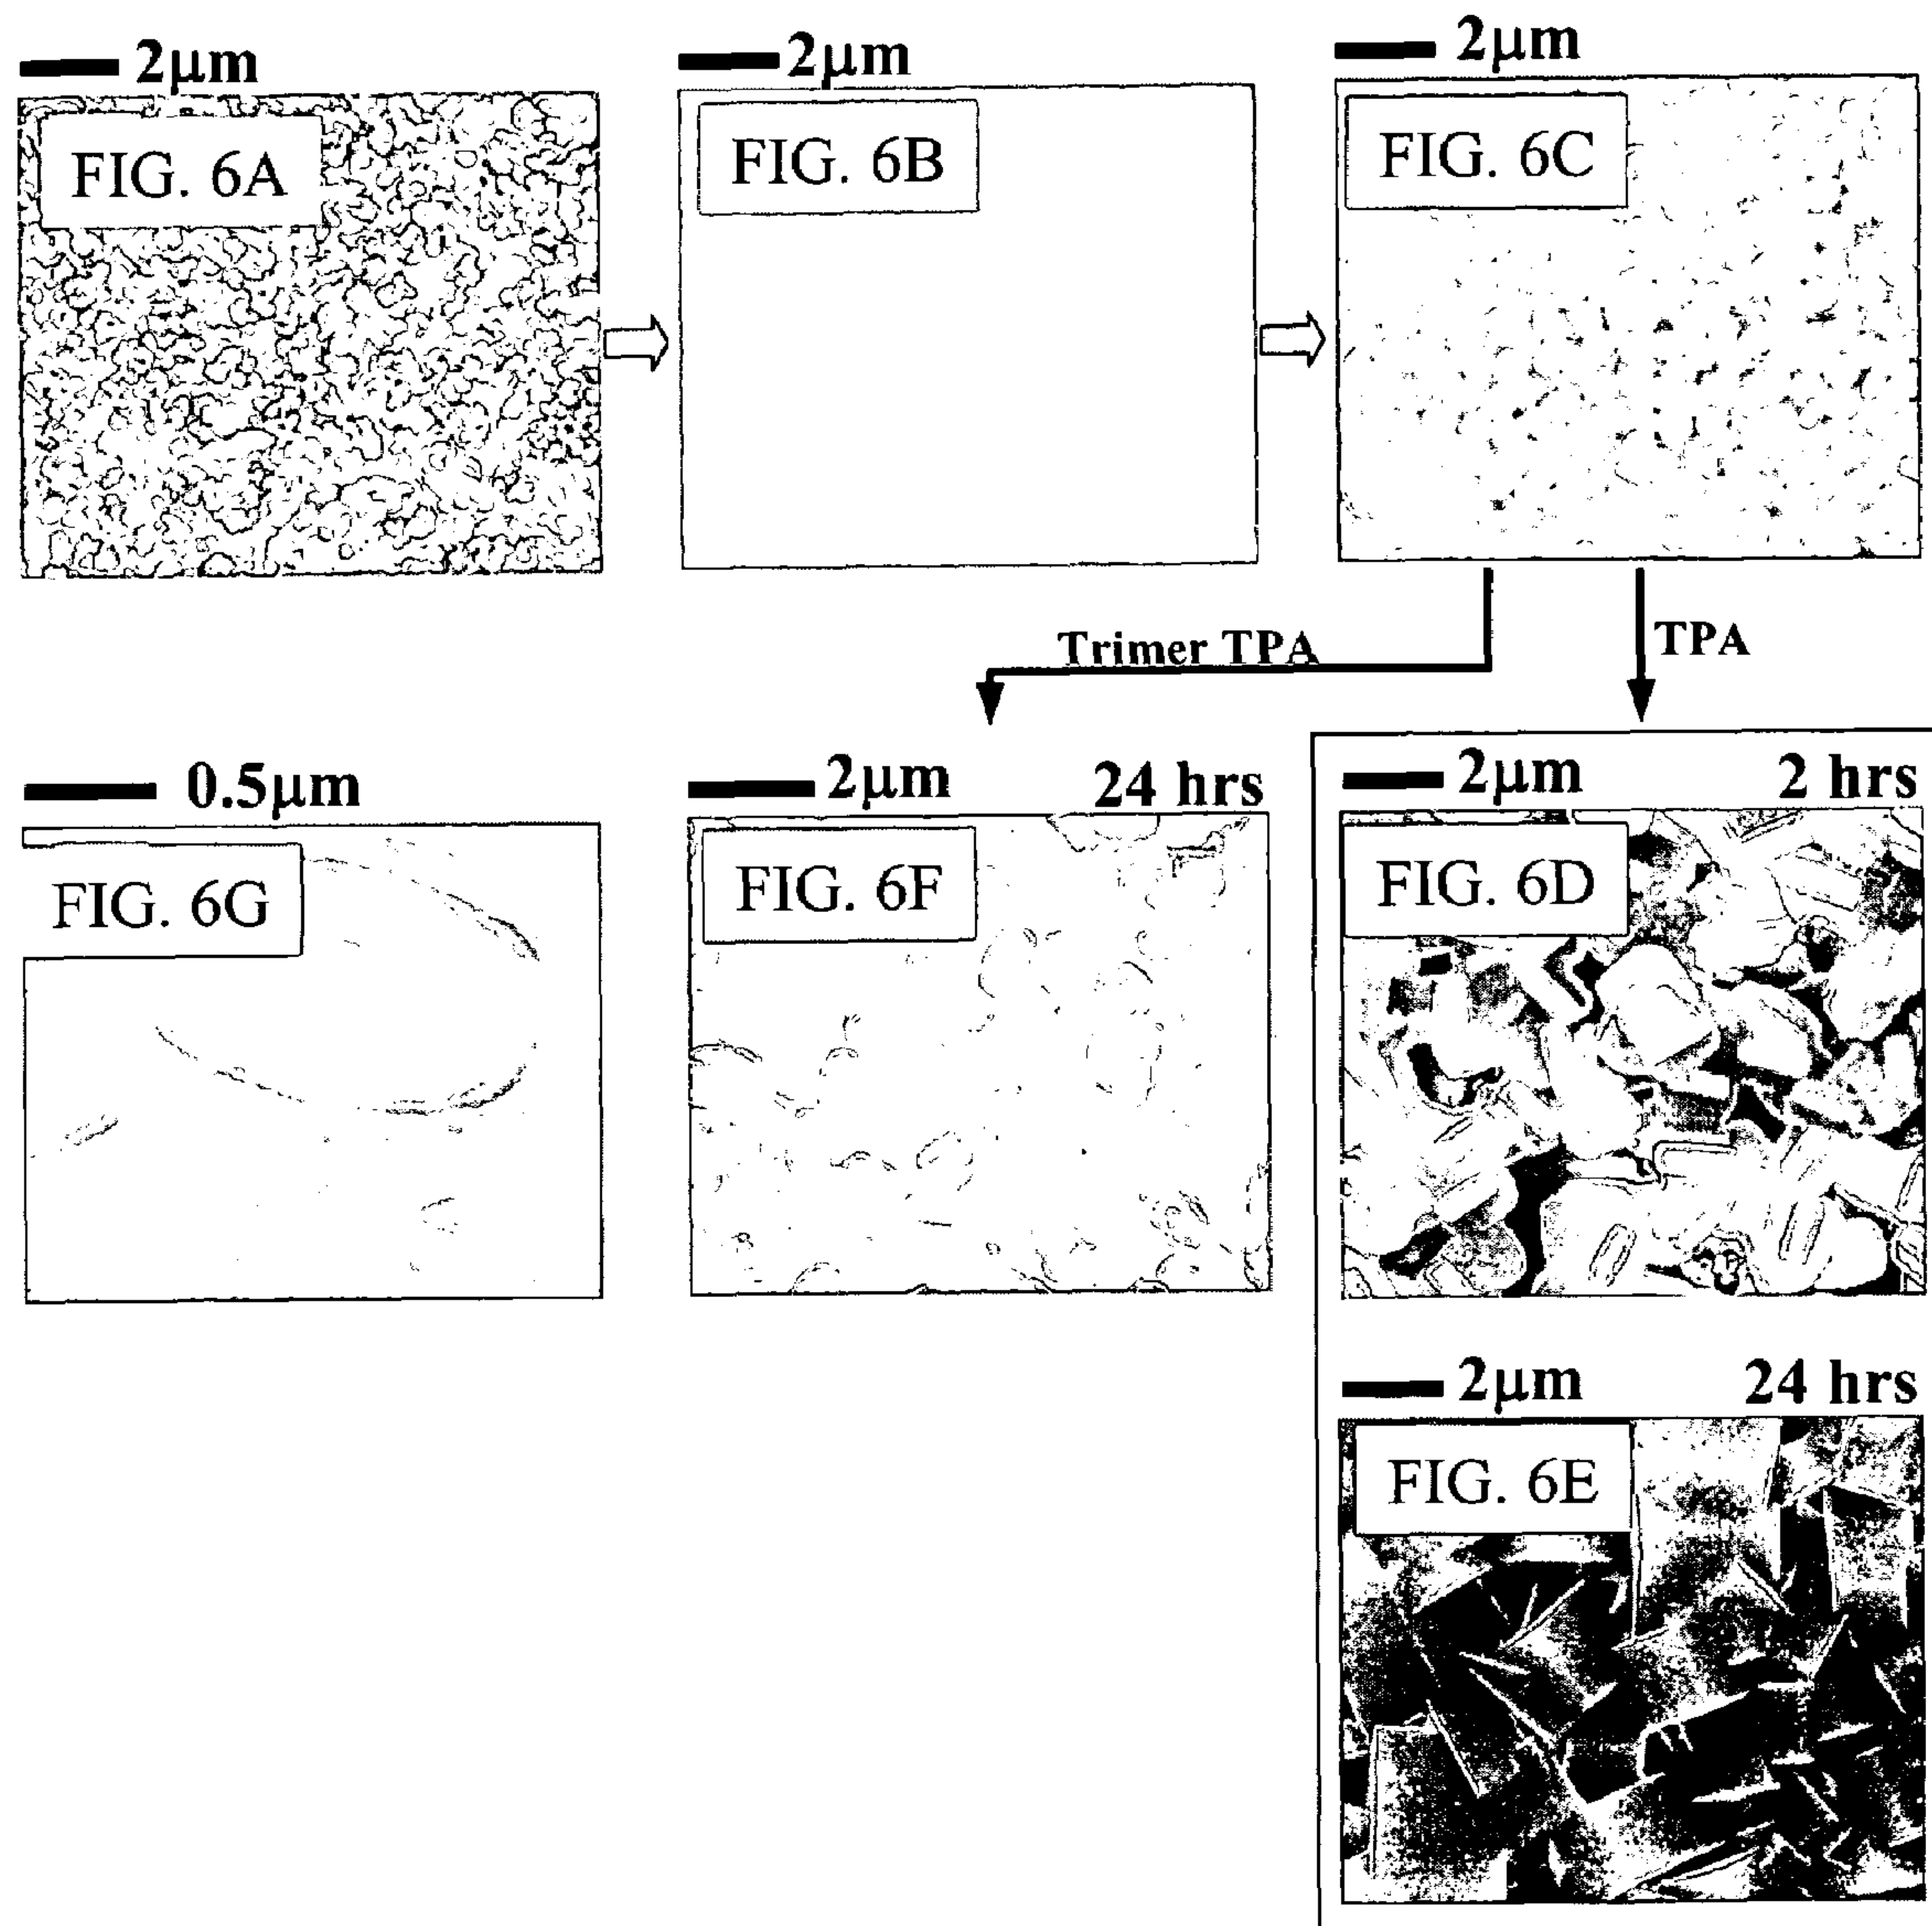 2μm
2μm
2μm
FIG. 6A
FIG. 6B
FIG. 6C
Trimer TPA
TPA
0.5μm
2μm 24 hrs
2μm 2 hrs
FIG. 6G
FIG. 6F
FIG. 6D
2μm 24 hrs
FIG. 6E